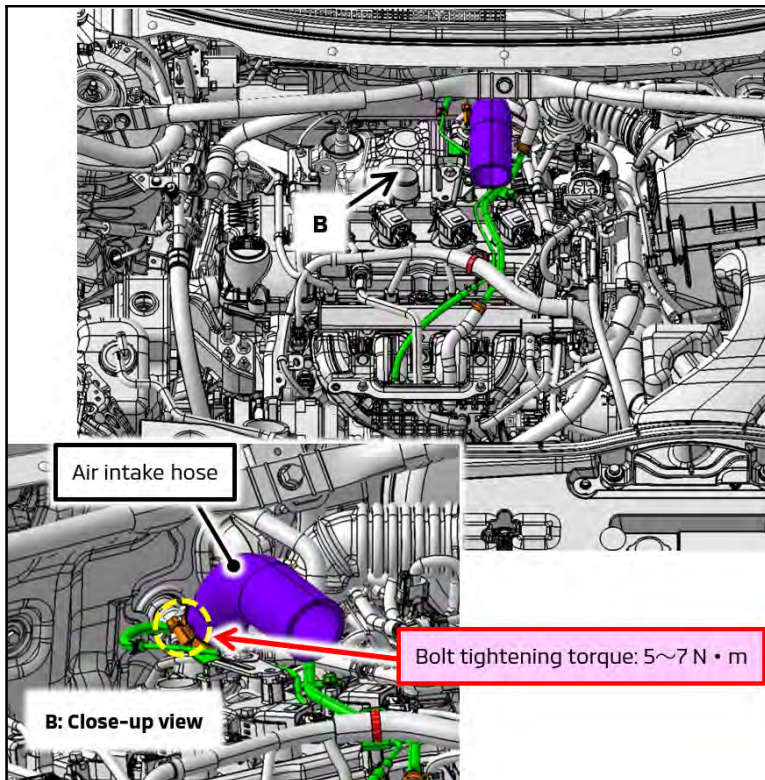 B
Air intake hose
Bolt tightening torque: 5～7 N・m
B: Close-up view